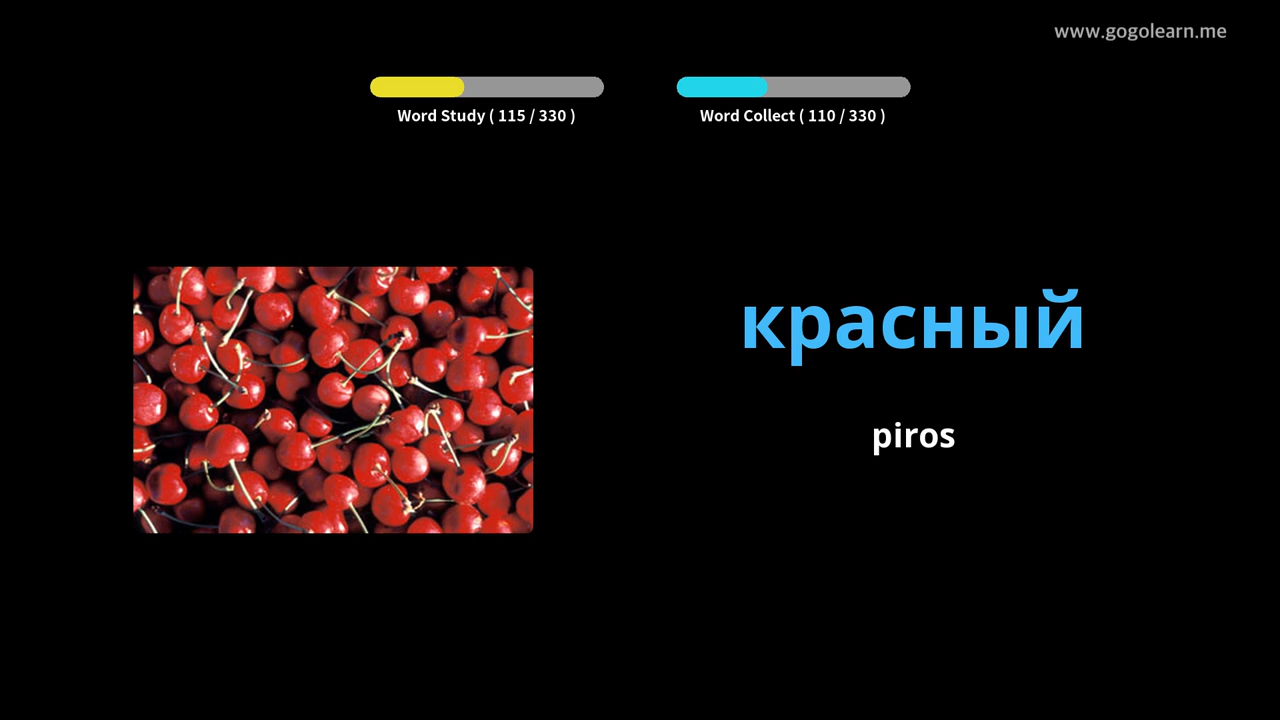 www.gogolearn.me
Word Study ( 115 / 330 )
Word Collect ( 110 / 330 )
красный
piros